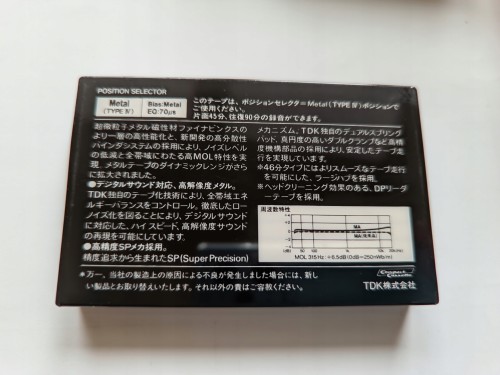 POSITION SELECTOR
Metal
(TYPE Ⅳ)
Bias:Metal
EQ:70μs
このテープは、ポジションセレクタ=Metal(TYPE Ⅳ)ポジションで
ご使用ください。
片面45分、往復90分の録音ができます。
超微粒子メタル磁性材ファイナビンクスの
より一層の高性能化と、新開発の高分散性
バインダシステムの採用により、ノイズレベル
の低減と全帯域にわたる高MOL特性を実
現、メタルテープのダイナミックレンジがさら
に拡大されました。
●デジタルサウンド対応、高解像度メタル。
TDK独自のテープ化技術により、全帯域エネ
ルギーバランスをコントロール。徹底したロー
ノイズ化を図ることにより、デジタルサウンド
に対応した、ハイスピード、高解像度サウンド
の再現を可能にしています。
●高精度SPメカ採用。
精度追求から生またSP(Super Precision)
メカニズム。TDK独自のデュアルスプリング
パッド、真円度の高いダブルクランプなど高精
度機構部品の採用により、安定したテープ走
行を実現しています。
※46分タイプによりスムーズなテープ走行
を可能にした、ラージハブを採用。
※ヘッドクリーニング効果のある、DPリーダ
ーテープを採用。
周波数特性
MA
MOL 315Hz:+6.5dB(0dB=250nWb/m)
*万一、当社の製造上の原因による不良が発生しました場合には、新し
い製品とお取り替えいたします。それ以外の責はご容赦ください。
Compact Cassette
TDK株式会社